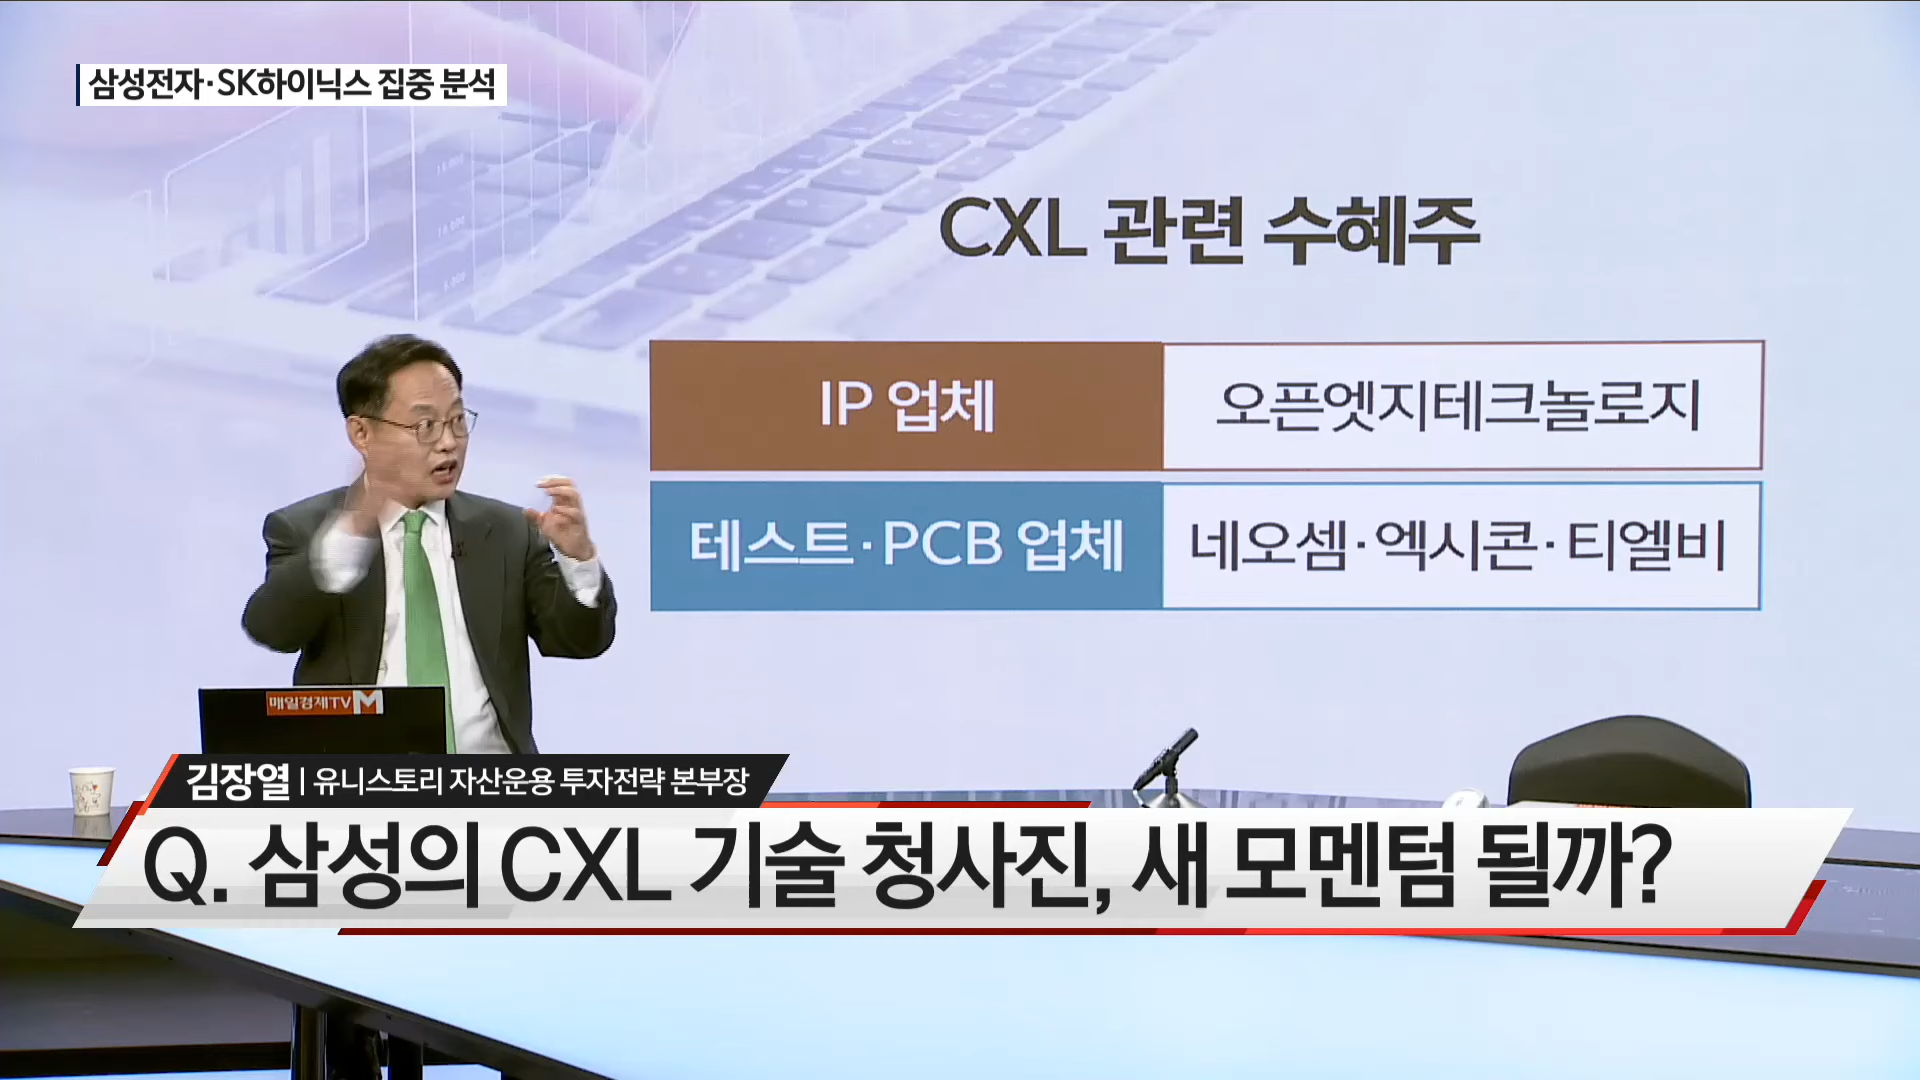 삼성전자·SK하이닉스 집중 분석
CXL 관련 수혜주
IP 업체
오픈엣지테크놀로지
테스트·PCB 업체
네오셈·엑시콘·티엘비
매일경제TV M
김장열 | 유니스토리 자산운용 투자전략 본부장
Q. 삼성의 CXL 기술 청사진, 새 모멘텀 될까?